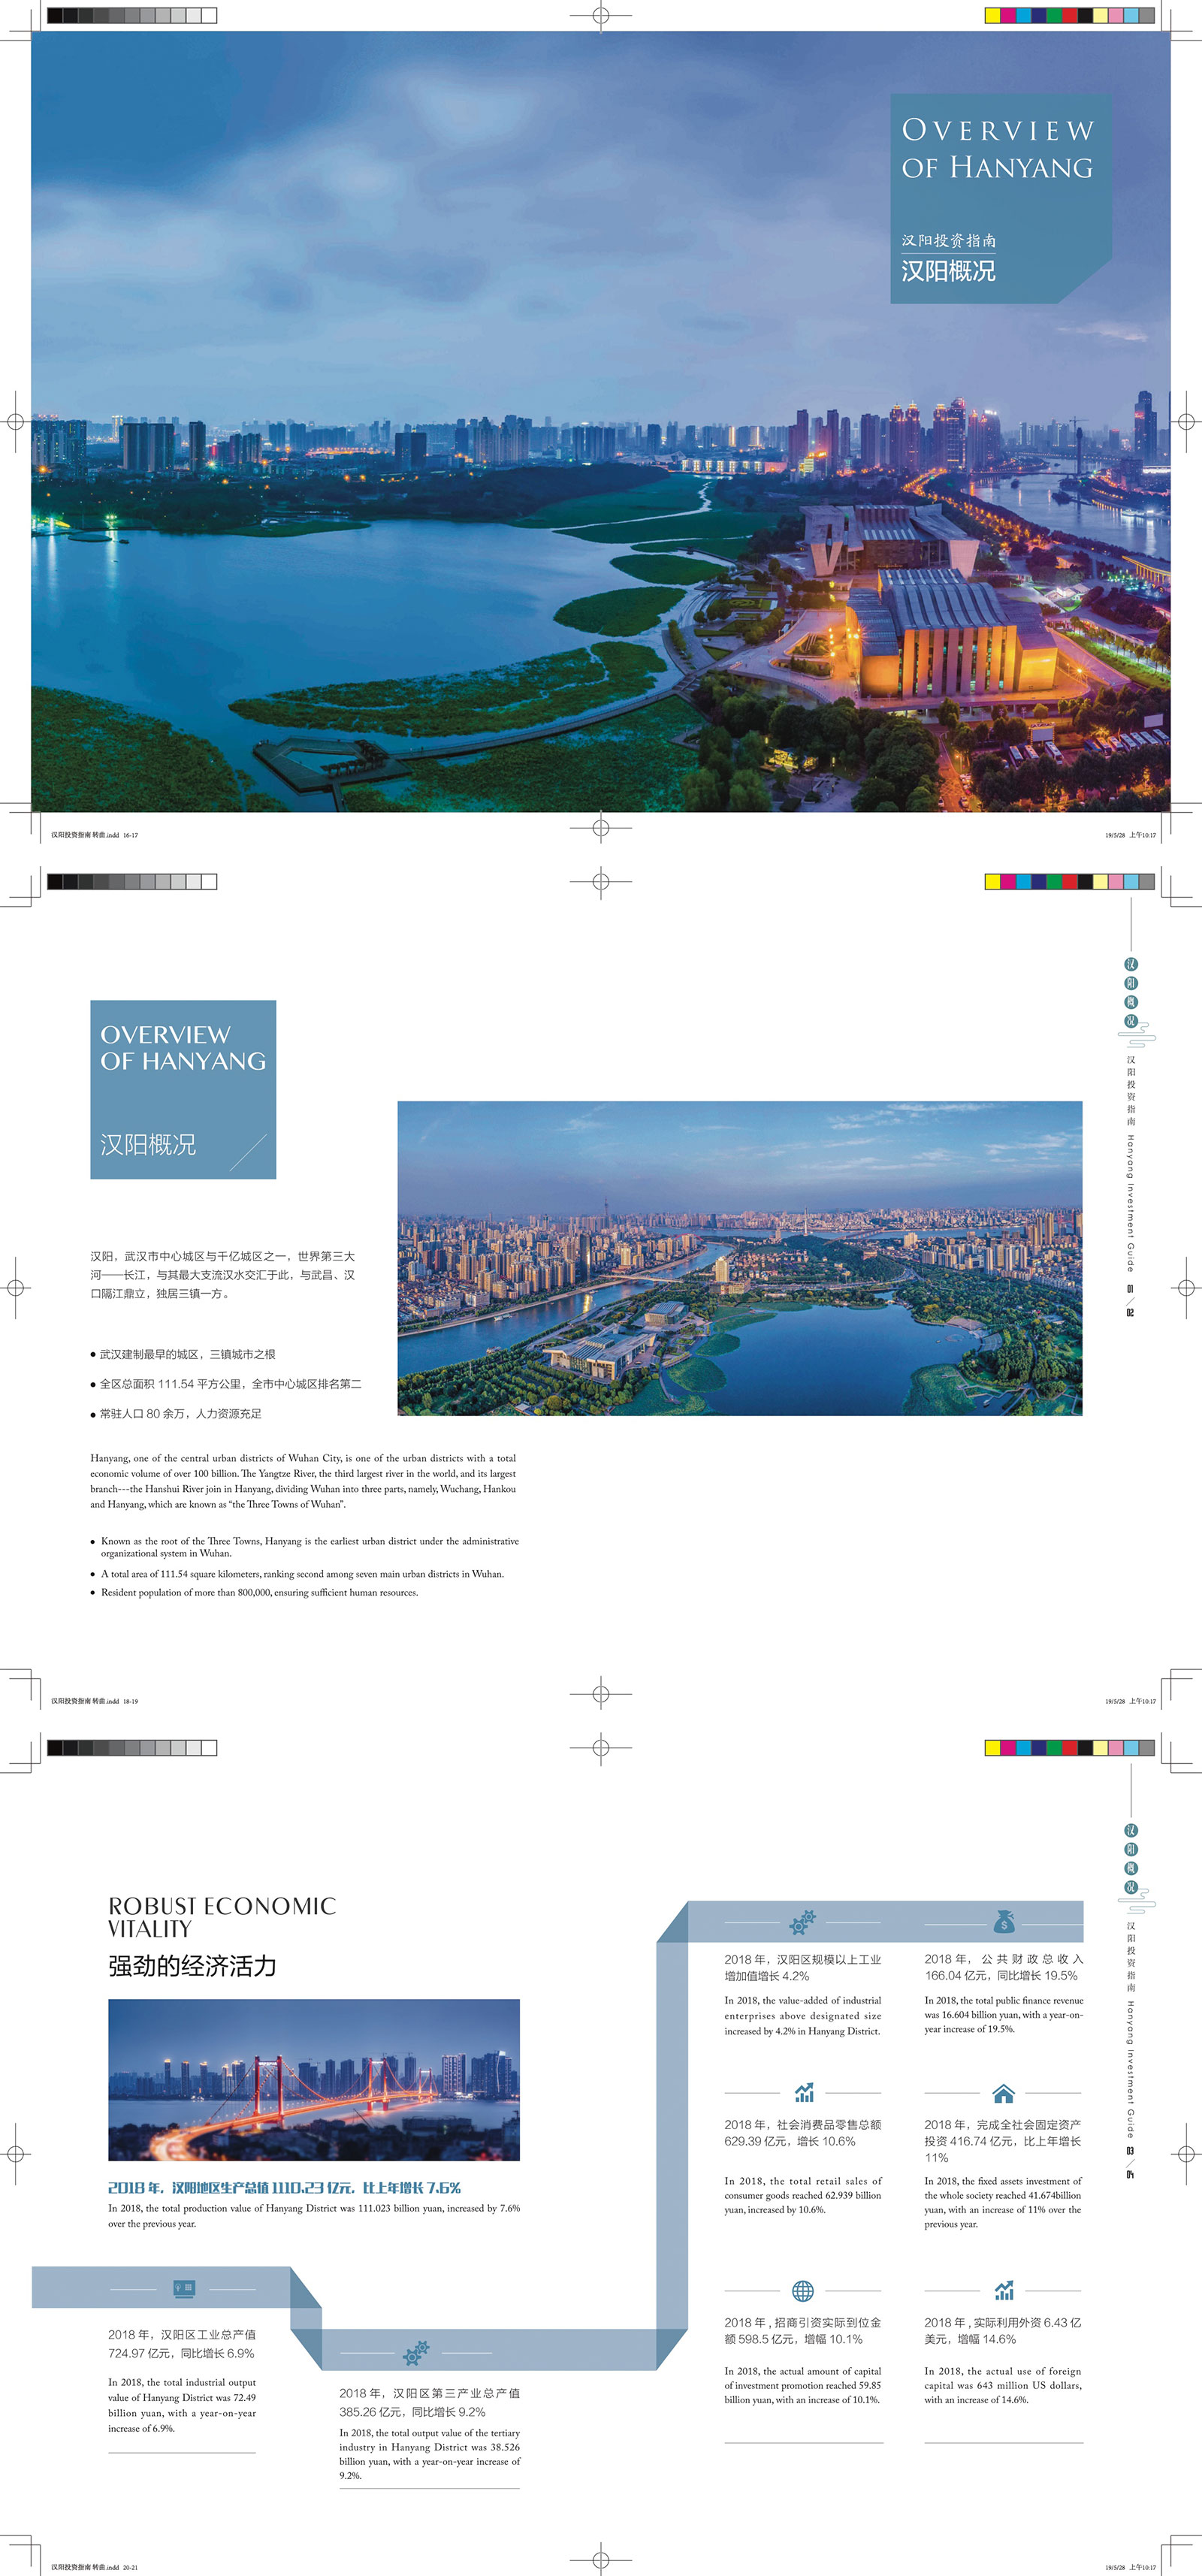 OVERVIEW
OF HANYANG
汉阳投资指南
汉阳概况
汉阳投资指南 转曲.indd 16-17
19/5/28 上午10:17
OVERVIEW
OF HANYANG
汉阳概况
汉阳，武汉市中心城区与千亿城区之一，世界第三大
河——长江，与其最大支流汉水交汇于此，与武昌、汉
口隔江鼎立，独居三镇一方。
● 武汉建制最早的城区，三镇城市之根
● 全区总面积 111.54 平方公里，全市中心城区排名第二
● 常驻人口 80 余万，人力资源充足
Hanyang, one of the central urban districts of Wuhan City, is one of the urban districts with a total
economic volume of over 100 billion. The Yangtze River, the third largest river in the world, and its largest
branch---the Hanshui River join in Hanyang, dividing Wuhan into three parts, namely, Wuchang, Hankou
and Hanyang, which are known as “the Three Towns of Wuhan”.
● Known as the root of the Three Towns, Hanyang is the earliest urban district under the administrative
organizational system in Wuhan.
● A total area of 111.54 square kilometers, ranking second among seven main urban districts in Wuhan.
● Resident population of more than 800,000, ensuring sufficient human resources.
汉阳概况
汉阳投资指南 Hanyang Investment Guide 01/02
汉阳投资指南 转曲.indd 18-19
19/5/28 上午10:17
ROBUST ECONOMIC
VITALITY
强劲的经济活力
2018 年，汉阳地区生产总值 1110.23 亿元，比上年增长 7.6%
In 2018, the total production value of Hanyang District was 111.023 billion yuan, increased by 7.6%
over the previous year.
2018 年，汉阳区工业总产值
724.97 亿元，同比增长 6.9%
In 2018, the total industrial output
value of Hanyang District was 72.49
billion yuan, with a year-on-year
increase of 6.9%.
2018 年，汉阳区第三产业总产值
385.26 亿元，同比增长 9.2%
In 2018, the total output value of the tertiary
industry in Hanyang District was 38.526
billion yuan, with a year-on-year increase of
9.2%.
2018 年，汉阳区规模以上工业
增加值增长 4.2%
In 2018, the value-added of industrial
enterprises above designated size
increased by 4.2% in Hanyang District.
2018 年，公共财政总收入
166.04 亿元，同比增长 19.5%
In 2018, the total public finance revenue
was 16.604 billion yuan, with a year-on-
year increase of 19.5%.
2018 年，社会消费品零售总额
629.39 亿元，增长 10.6%
In 2018, the total retail sales of
consumer goods reached 62.939 billion
yuan, increased by 10.6%.
2018 年，完成全社会固定资产
投资 416.74 亿元，比上年增长
11%
In 2018, the fixed assets investment of
the whole society reached 41.674billion
yuan, with an increase of 11% over the
previous year.
2018 年 , 招商引资实际到位金
额 598.5 亿元，增幅 10.1%
In 2018, the actual amount of capital
of investment promotion reached 59.85
billion yuan, with an increase of 10.1%.
2018 年 , 实际利用外资 6.43 亿
美元，增幅 14.6%
In 2018, the actual use of foreign
capital was 643 million US dollars,
with an increase of 14.6%.
汉阳概况
汉阳投资指南 Hanyang Investment Guide 03/04
汉阳投资指南 转曲.indd 20-21
19/5/28 上午10:17